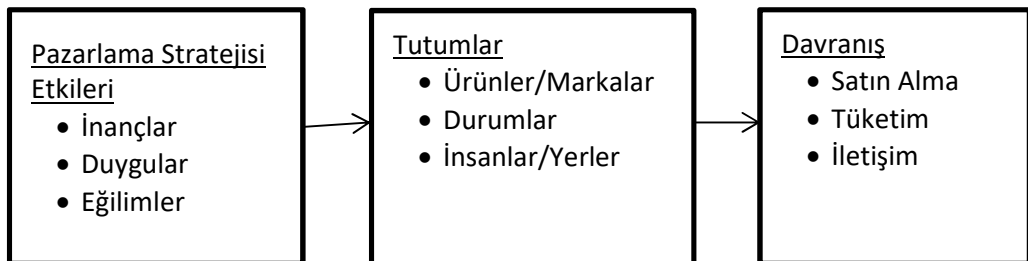 Pazarlama Stratejisi
Etkileri
• İnançlar
• Duygular
• Eğilimler
Tutumlar
• Ürünler/Markalar
• Durumlar
• İnsanlar/Yerler
Davranış
• Satın Alma
• Tüketim
• İletişim